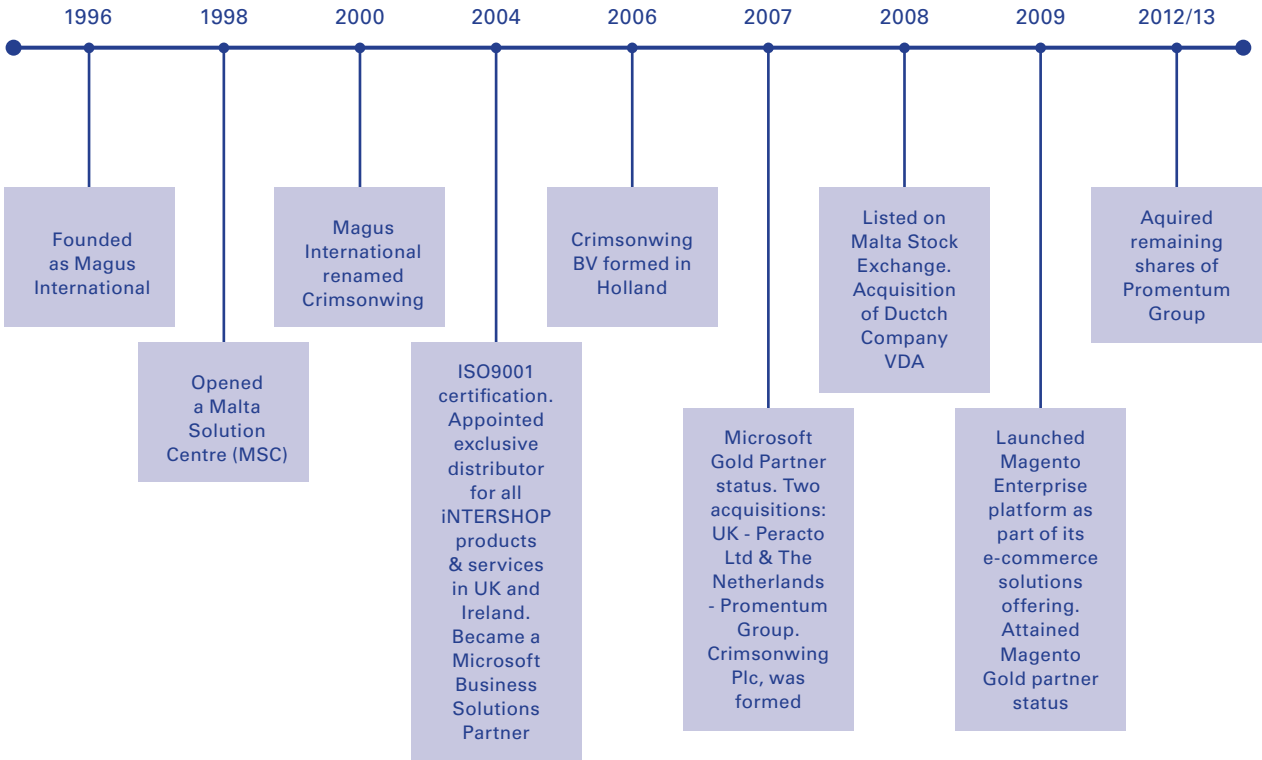 1996
1998
2000
2004
2006
2007
2008
2009
2012/13
Founded
as Magus
International
Opened
a Malta
Solution
Centre (MSC)
Magus
International
renamed
Crimsonwing
ISO9001
certification.
Appointed
exclusive
distributor
for all
iNTERSHOP
products
& services
in UK and
Ireland.
Became a
Microsoft
Business
Solutions
Partner
Crimsonwing
BV formed in
Holland
Microsoft
Gold Partner
status. Two
acquisitions:
UK - Peracto
Ltd & The
Netherlands
- Promentum
Group.
Crimsonwing
Plc, was
formed
Listed on
Malta Stock
Exchange.
Acquisition
of Ductch
Company
VDA
Launched
Magento
Enterprise
platform as
part of its
e-commerce
solutions
offering.
Attained
Magento
Gold partner
status
Aquired
remaining
shares of
Promentum
Group